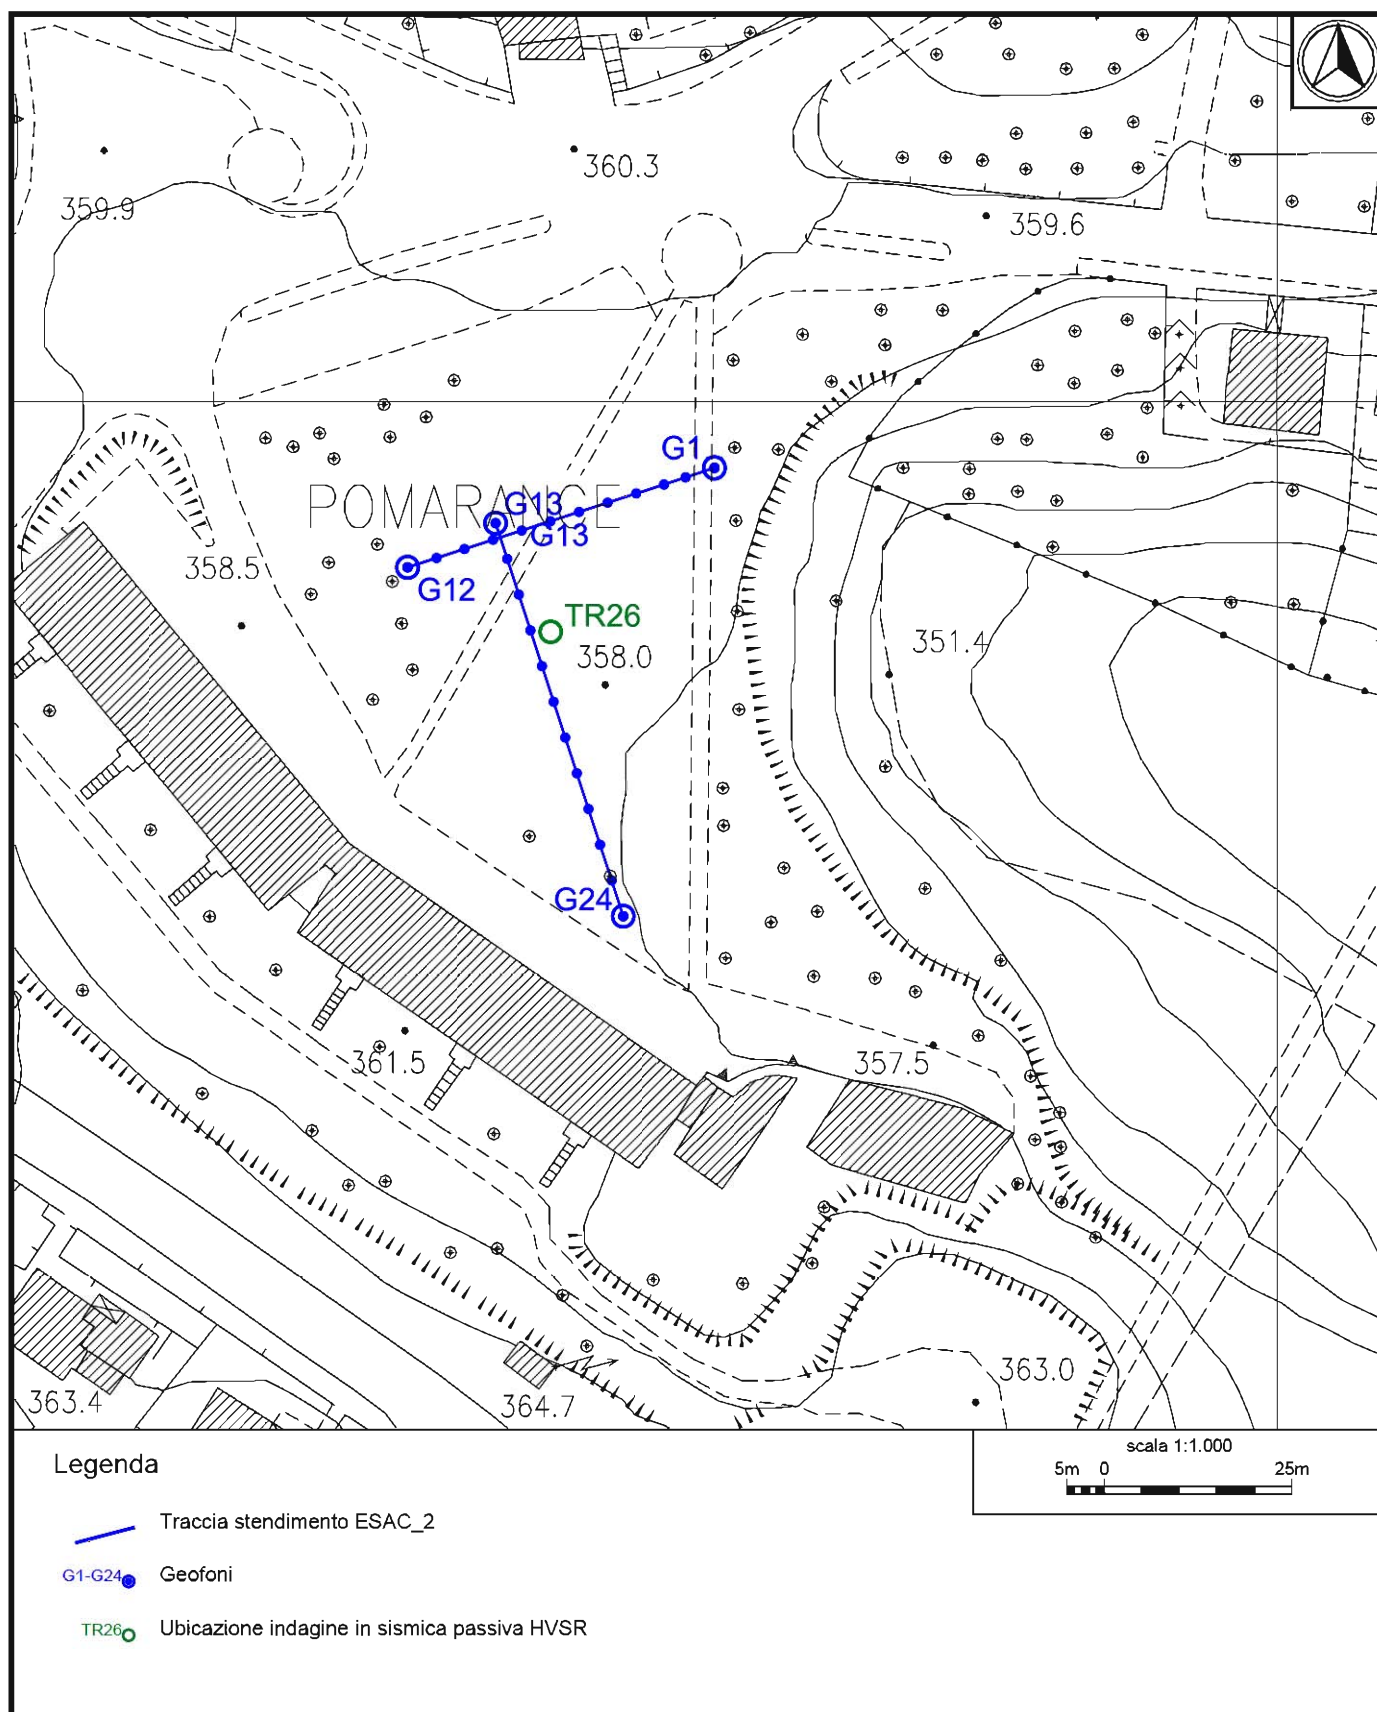 360.3
359.9
359.6
G1
POMARANCE
G13
G13
358.5
G12
TR26
358.0
351.4
G24
361.5
357.5
363.0
363.4
364.7
Legenda
scala 1:1.000
5m 0 25m
Traccia stendimento ESAC_2
G1-G24 Geofoni
TR26 Ubicazione indagine in sismica passiva HVSR